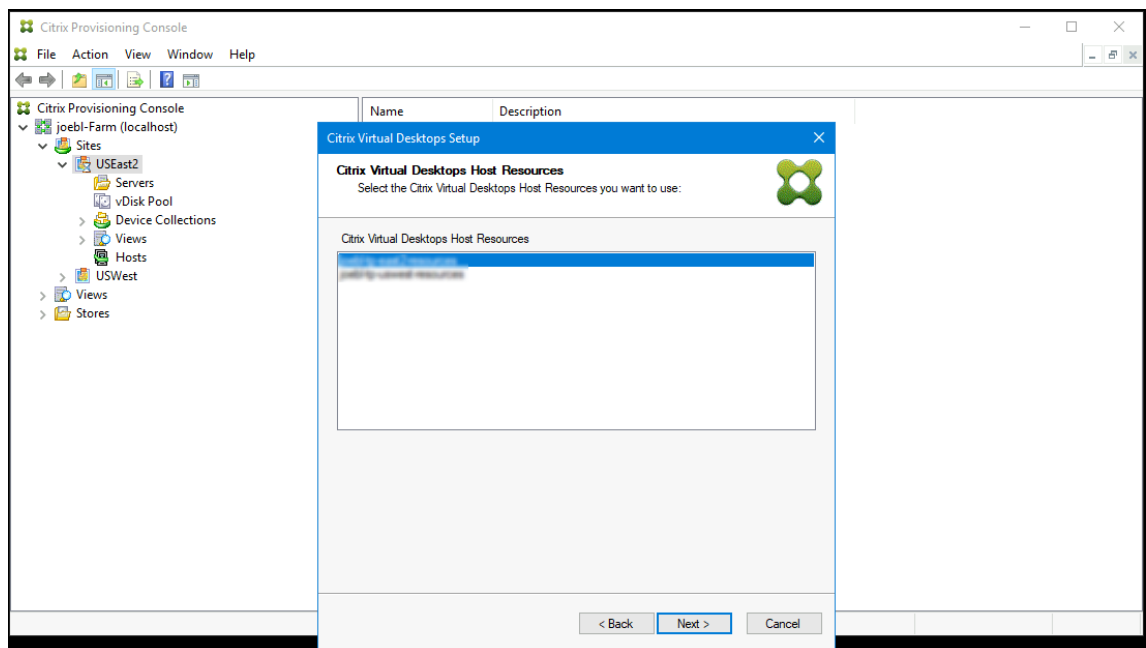 Citrix Provisioning Console
File Action View Window Help
Citrix Provisioning Console
joebl-Farm (localhost)
Sites
USEast2
Servers
vDisk Pool
Device Collections
Views
Hosts
USWest
Views
Stores
Name Description
Citrix Virtual Desktops Setup
Citrix Virtual Desktops Host Resources
Select the Citrix Virtual Desktops Host Resources you want to use:
Citrix Virtual Desktops Host Resources
< Back Next > Cancel